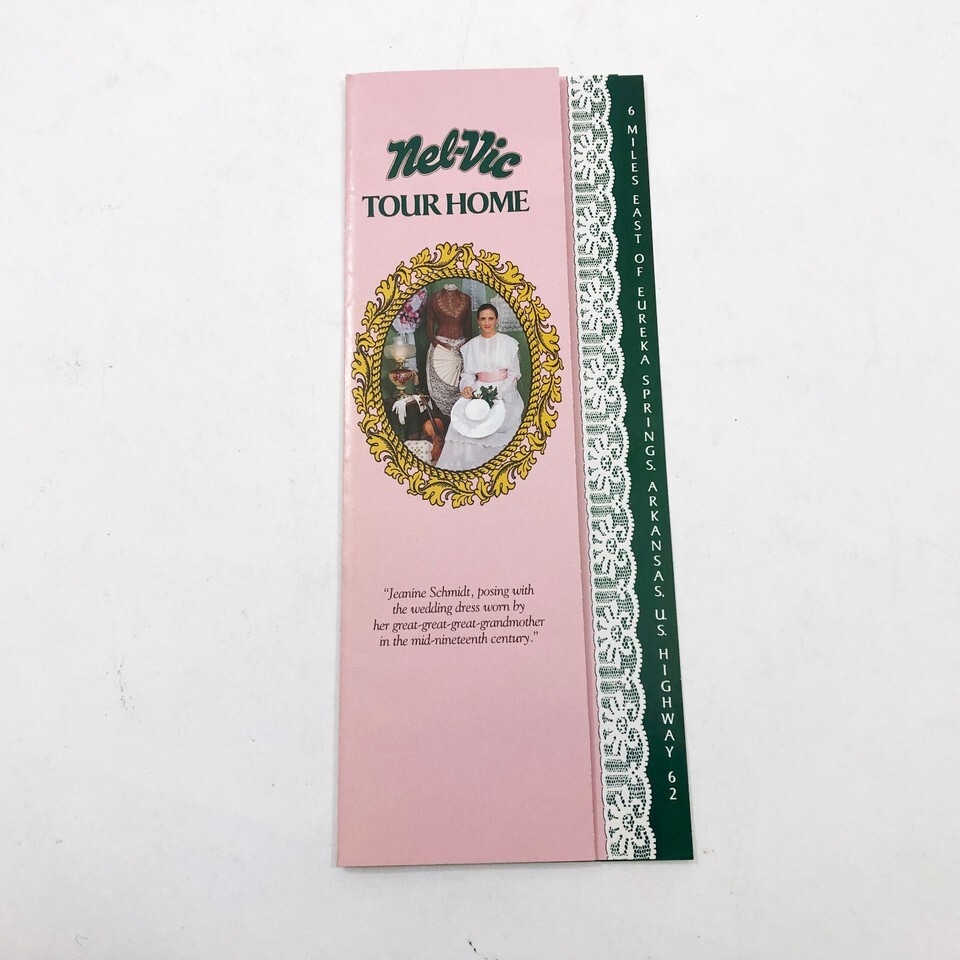 Nel-Vic
TOUR HOME
"Jeanine Schmidt, posing with
the wedding dress worn by
her great-great-great-grandmother
in the mid-nineteenth century."
6 MILES EAST OF EUREKA SPRINGS, ARKANSAS, U.S. HIGHWAY 62